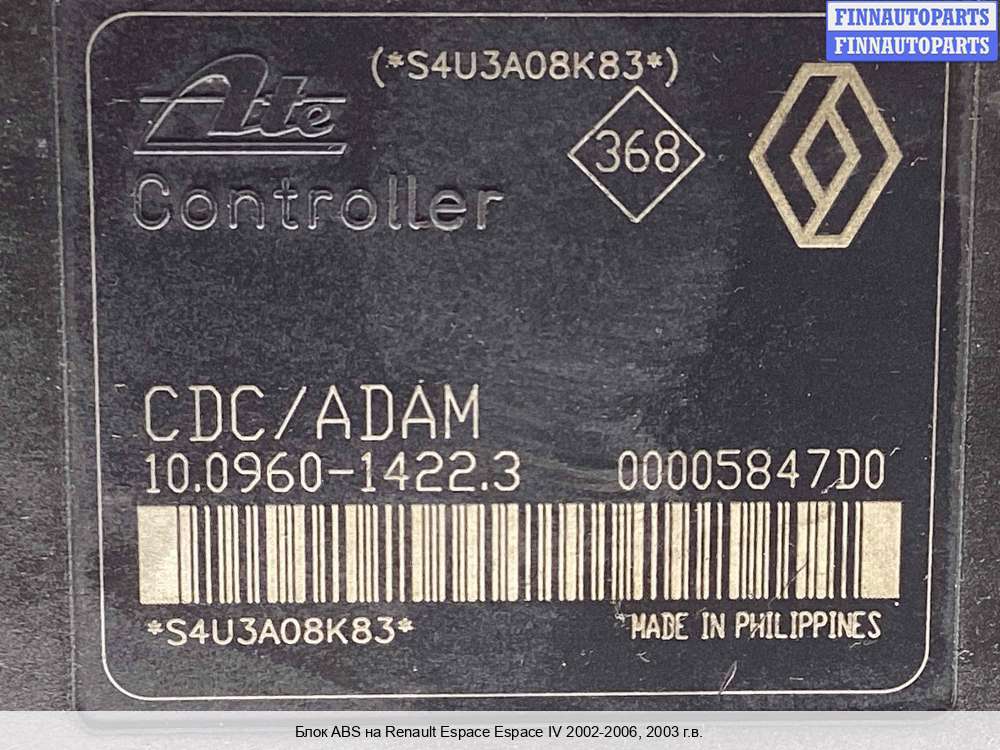 FINNAUTOPARTS
FINNAUTOPARTS
(*S4U3A08K83*)
Ate
368
Controller
CDC/ADAM
10.0960-1422.3 00005847D0
*S4U3A08K83*
MADE IN PHILIPPINES
Блок ABS на Renault Espace Espace IV 2002-2006, 2003 г.в.